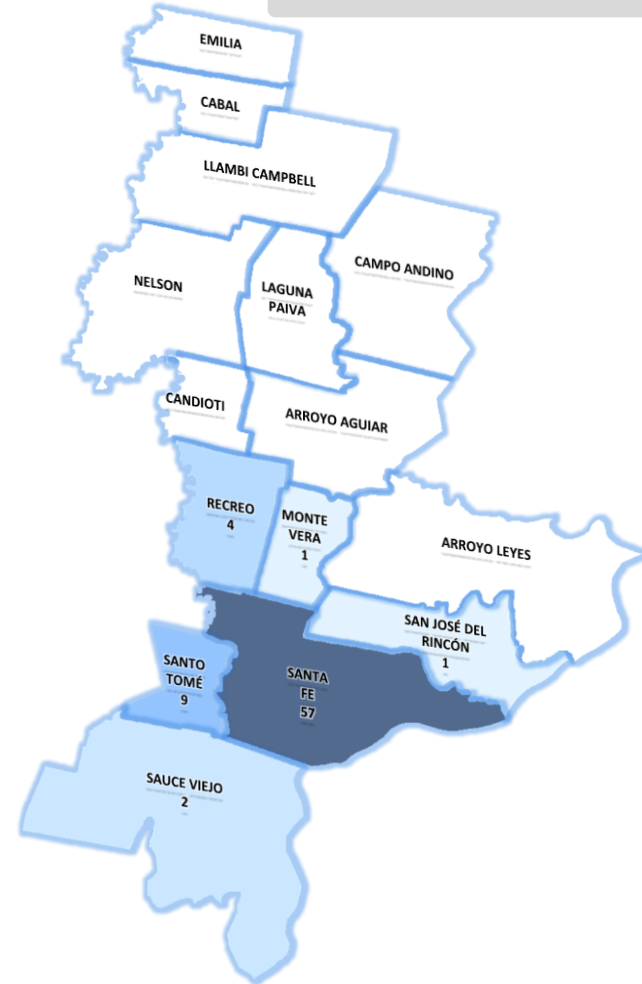 EMILIA
CABAL
LLAMBI CAMPBELL
CAMPO ANDINO
NELSON
LAGUNA
PAIVA
CANDIOTI
ARROYO AGUIAR
RECREO
4
MONTE
VERA
1
ARROYO LEYES
SAN JOSÉ DEL
RINCÓN
1
SANTO
TOMÉ
9
SANTA
FE
57
SAUCE VIEJO
2